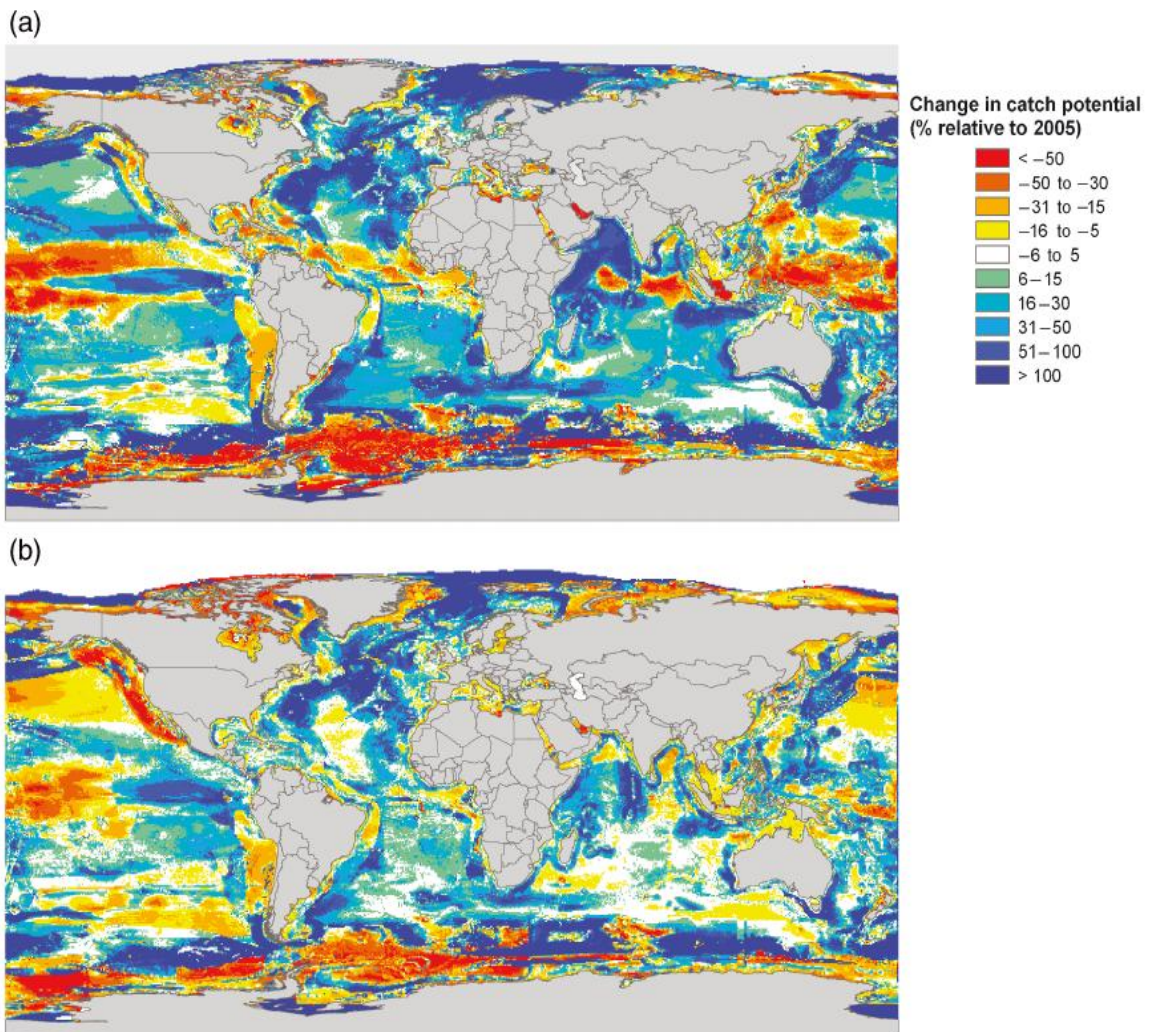 (a)
Change in catch potential
(% relative to 2005)
< −50
−50 to −30
−31 to −15
−16 to −5
−6 to 5
6−15
16−30
31−50
51−100
> 100
(b)